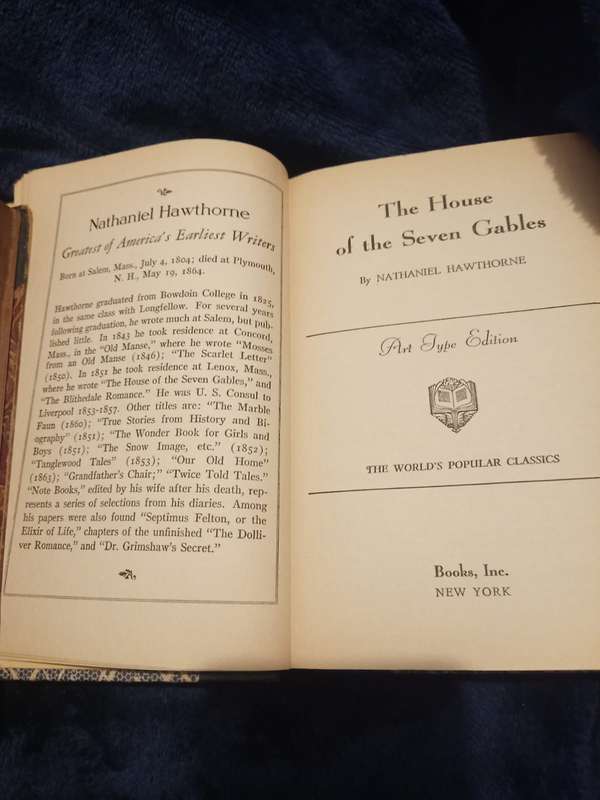 Nathaniel Hawthorne
Greatest of America's Earliest Writers
Born at Salem, Mass., July 4, 1804; died at Plymouth,
N. H., May 19, 1864.
Hawthorne graduated from Bowdoin College in 1825,
in the same class with Longfellow. For several years
following graduation, he wrote much at Salem, but pub-
lished little. In 1843 he took residence at Concord,
Mass., in the "Old Manse," where he wrote "Mosses
from an Old Manse (1846); "The Scarlet Letter"
(1850). In 1851 he took residence at Lenox, Mass.,
where he wrote "The House of the Seven Gables," and
"The Blithedale Romance." He was U. S. Consul to
Liverpool 1853-1857. Other titles are: "The Marble
Faun (1860); "True Stories from History and Bi-
ography" (1851); "The Wonder Book for Girls and
Boys (1851); "The Snow Image, etc." (1852);
"Tanglewood Tales" (1853); "Our Old Home"
(1863); "Grandfather's Chair;" "Twice Told Tales."
"Note Books," edited by his wife after his death, rep-
resents a series of selections from his diaries. Among
his papers were also found "Septimus Felton, or the
Elixir of Life," chapters of the unfinished "The Dolli-
ver Romance," and "Dr. Grimshaw's Secret."
The House
of the Seven Gables
By NATHANIEL HAWTHORNE
Art Type Edition
THE WORLD'S POPULAR CLASSICS
Books, Inc.
NEW YORK